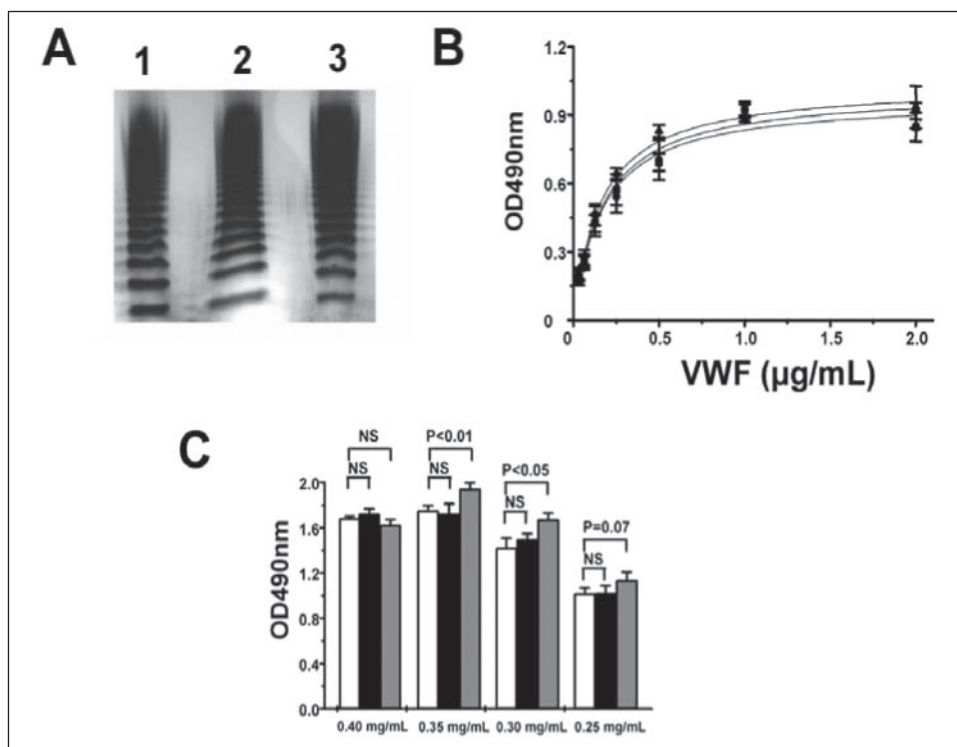 A
1 2 3
B
1.2
0.9
0.6
0.3
0
OD490nm
0 0.5 1.0 1.5 2.0
VWF (µg/mL)
C
NS
NS
P<0.01
NS
P<0.05
NS
P=0.07
NS
2.0
1.6
1.2
0.8
0.4
0.0
OD490nm
0.40 mg/mL 0.35 mg/mL 0.30 mg/mL 0.25 mg/mL